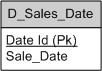 D_Sales_Date
Date Id (Pk)
Sale_Date